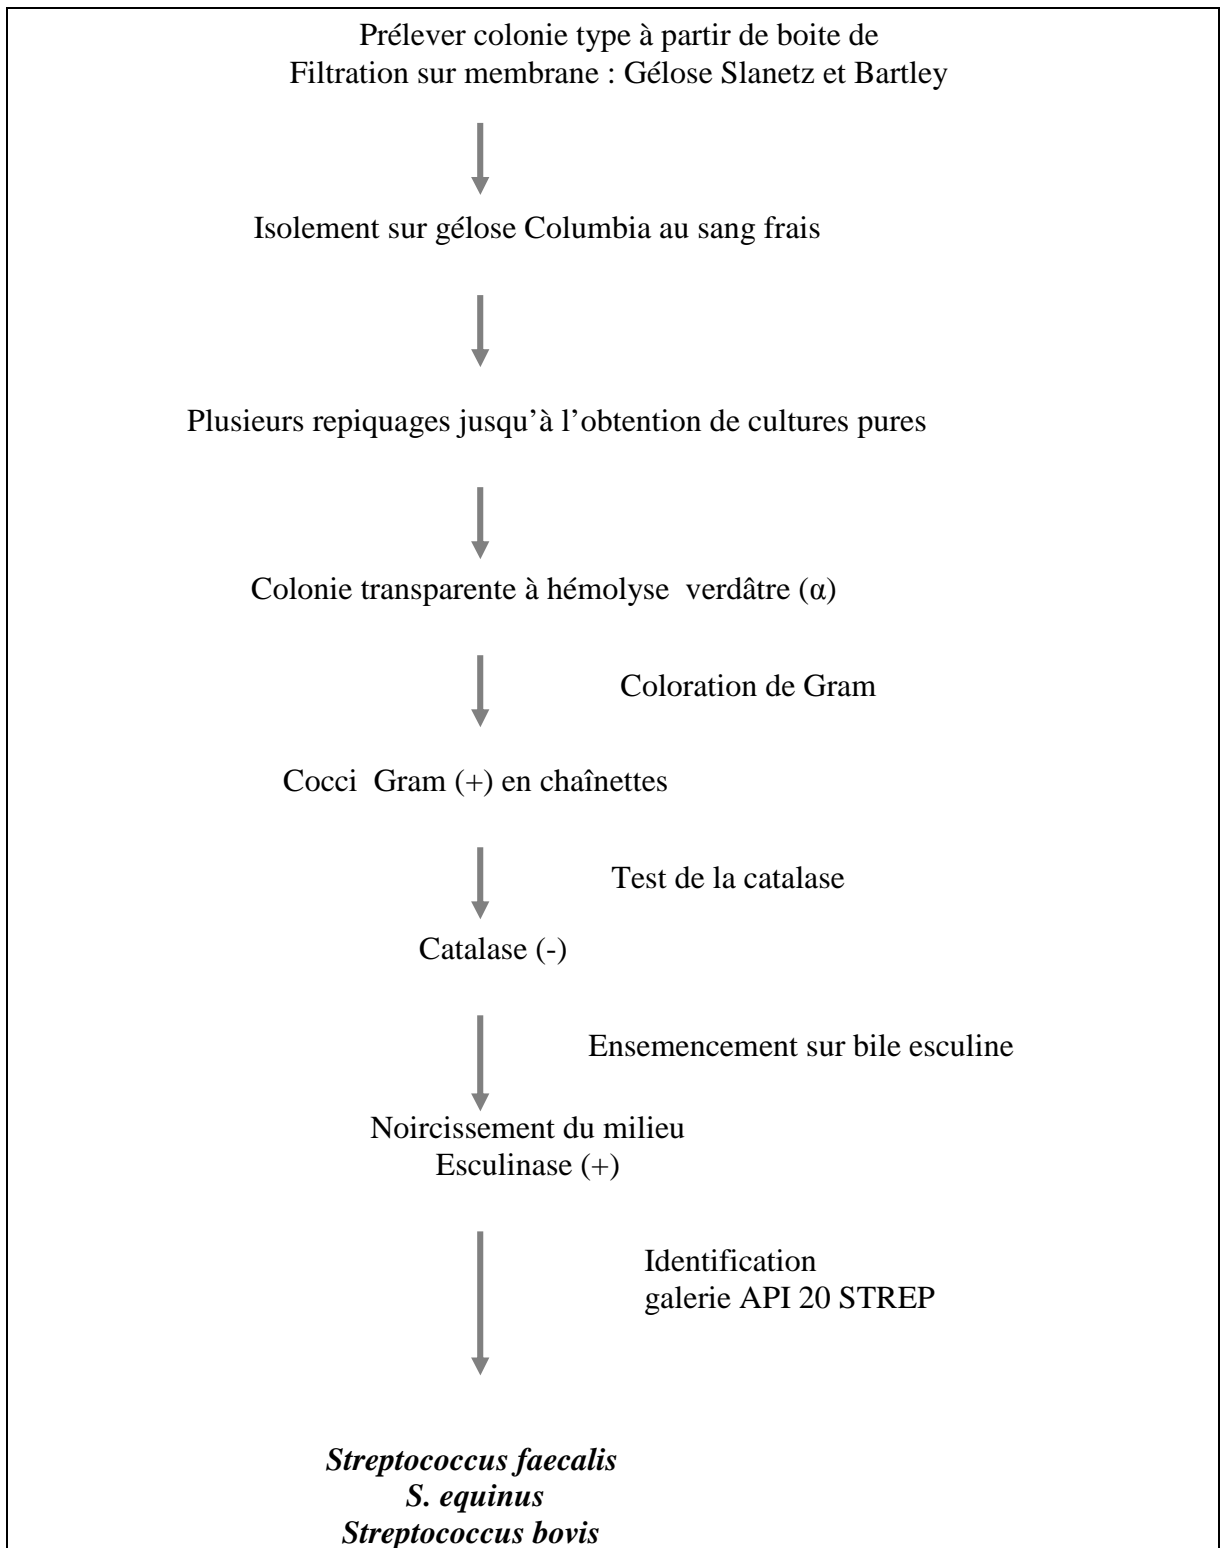 Prélever colonie type à partir de boite de
Filtration sur membrane : Gélose Slanetz et Bartley
Isolement sur gélose Columbia au sang frais
Plusieurs repiquages jusqu’à l’obtention de cultures pures
Colonie transparente à hémolyse  verdâtre (α)
Coloration de Gram
Cocci  Gram (+) en chaînettes
Test de la catalase
Catalase (-)
Ensemencement sur bile esculine
Noircissement du milieu
Esculinase (+)
Identification
galerie API 20 STREP
Streptococcus faecalis
S. equinus
Streptococcus bovis